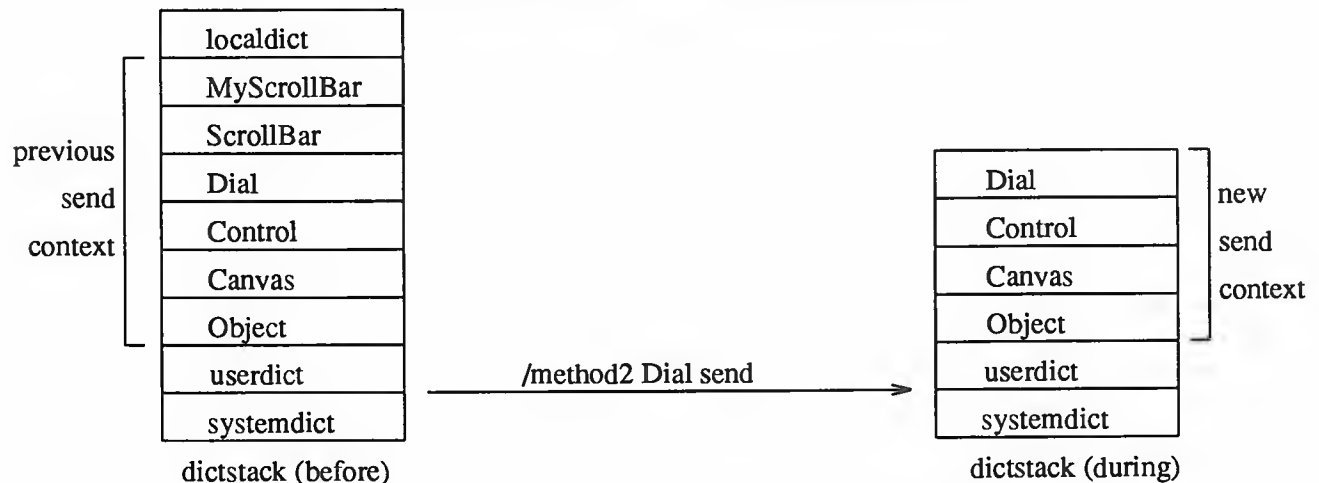 localdict
MyScrollBar
ScrollBar
Dial
Control
Canvas
Object
userdict
systemdict
previous
send
context
dictstack (before)
/method2 Dial send
Dial
Control
Canvas
Object
userdict
systemdict
new
send
context
dictstack (during)